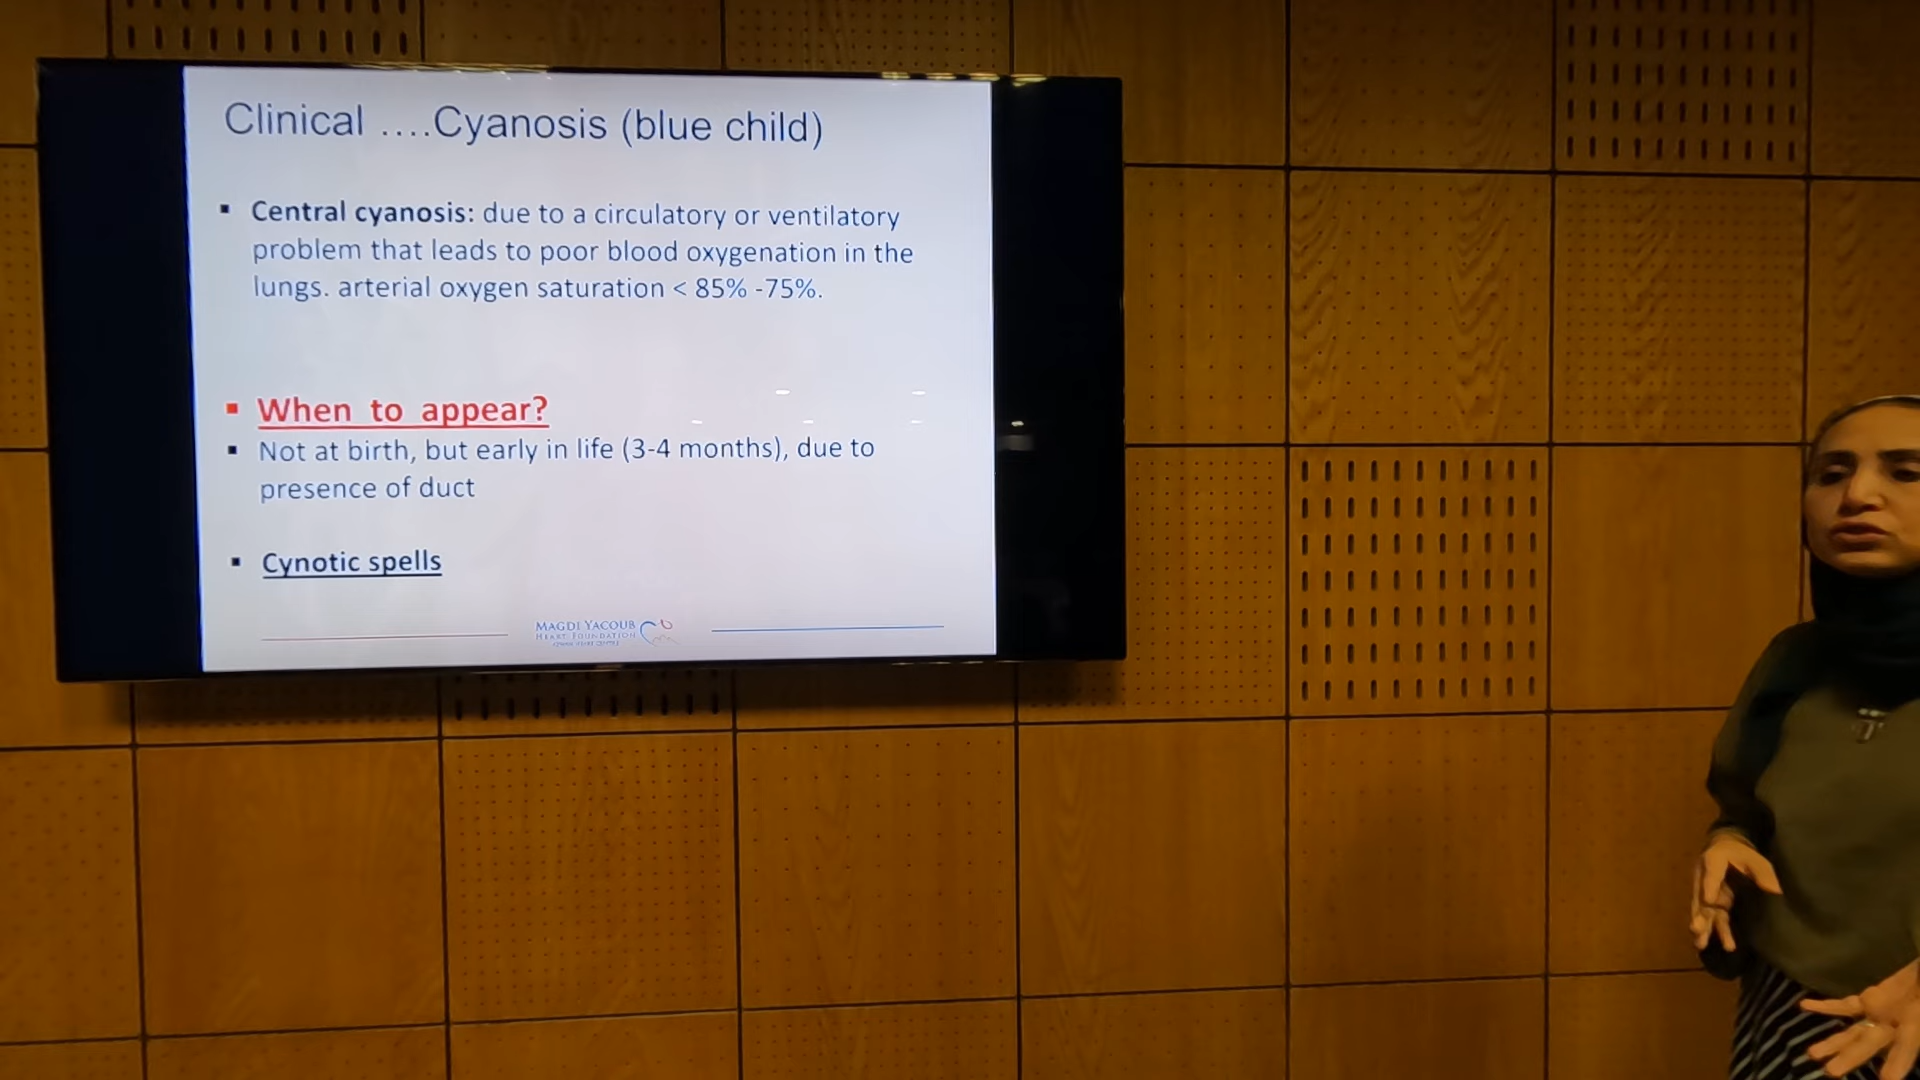 Clinical ....Cyanosis (blue child)
▪ Central cyanosis: due to a circulatory or ventilatory
problem that leads to poor blood oxygenation in the
lungs. arterial oxygen saturation < 85% -75%.
▪ When to appear?
▪ Not at birth, but early in life (3-4 months), due to
presence of duct
▪ Cynotic spells
MAGDI YACOUB
HEART FOUNDATION